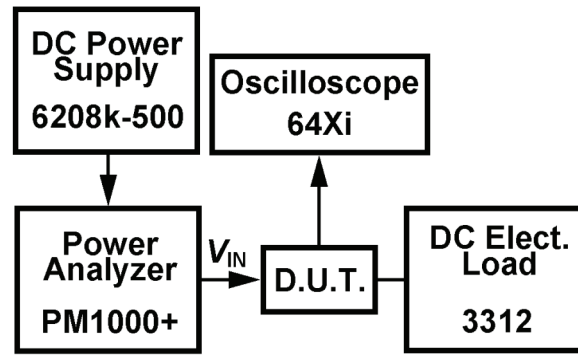 DC Power
Supply
6208k-500
Oscilloscope
64Xi
Power
Analyzer
PM1000+
VIN
D.U.T.
DC Elect.
Load
3312